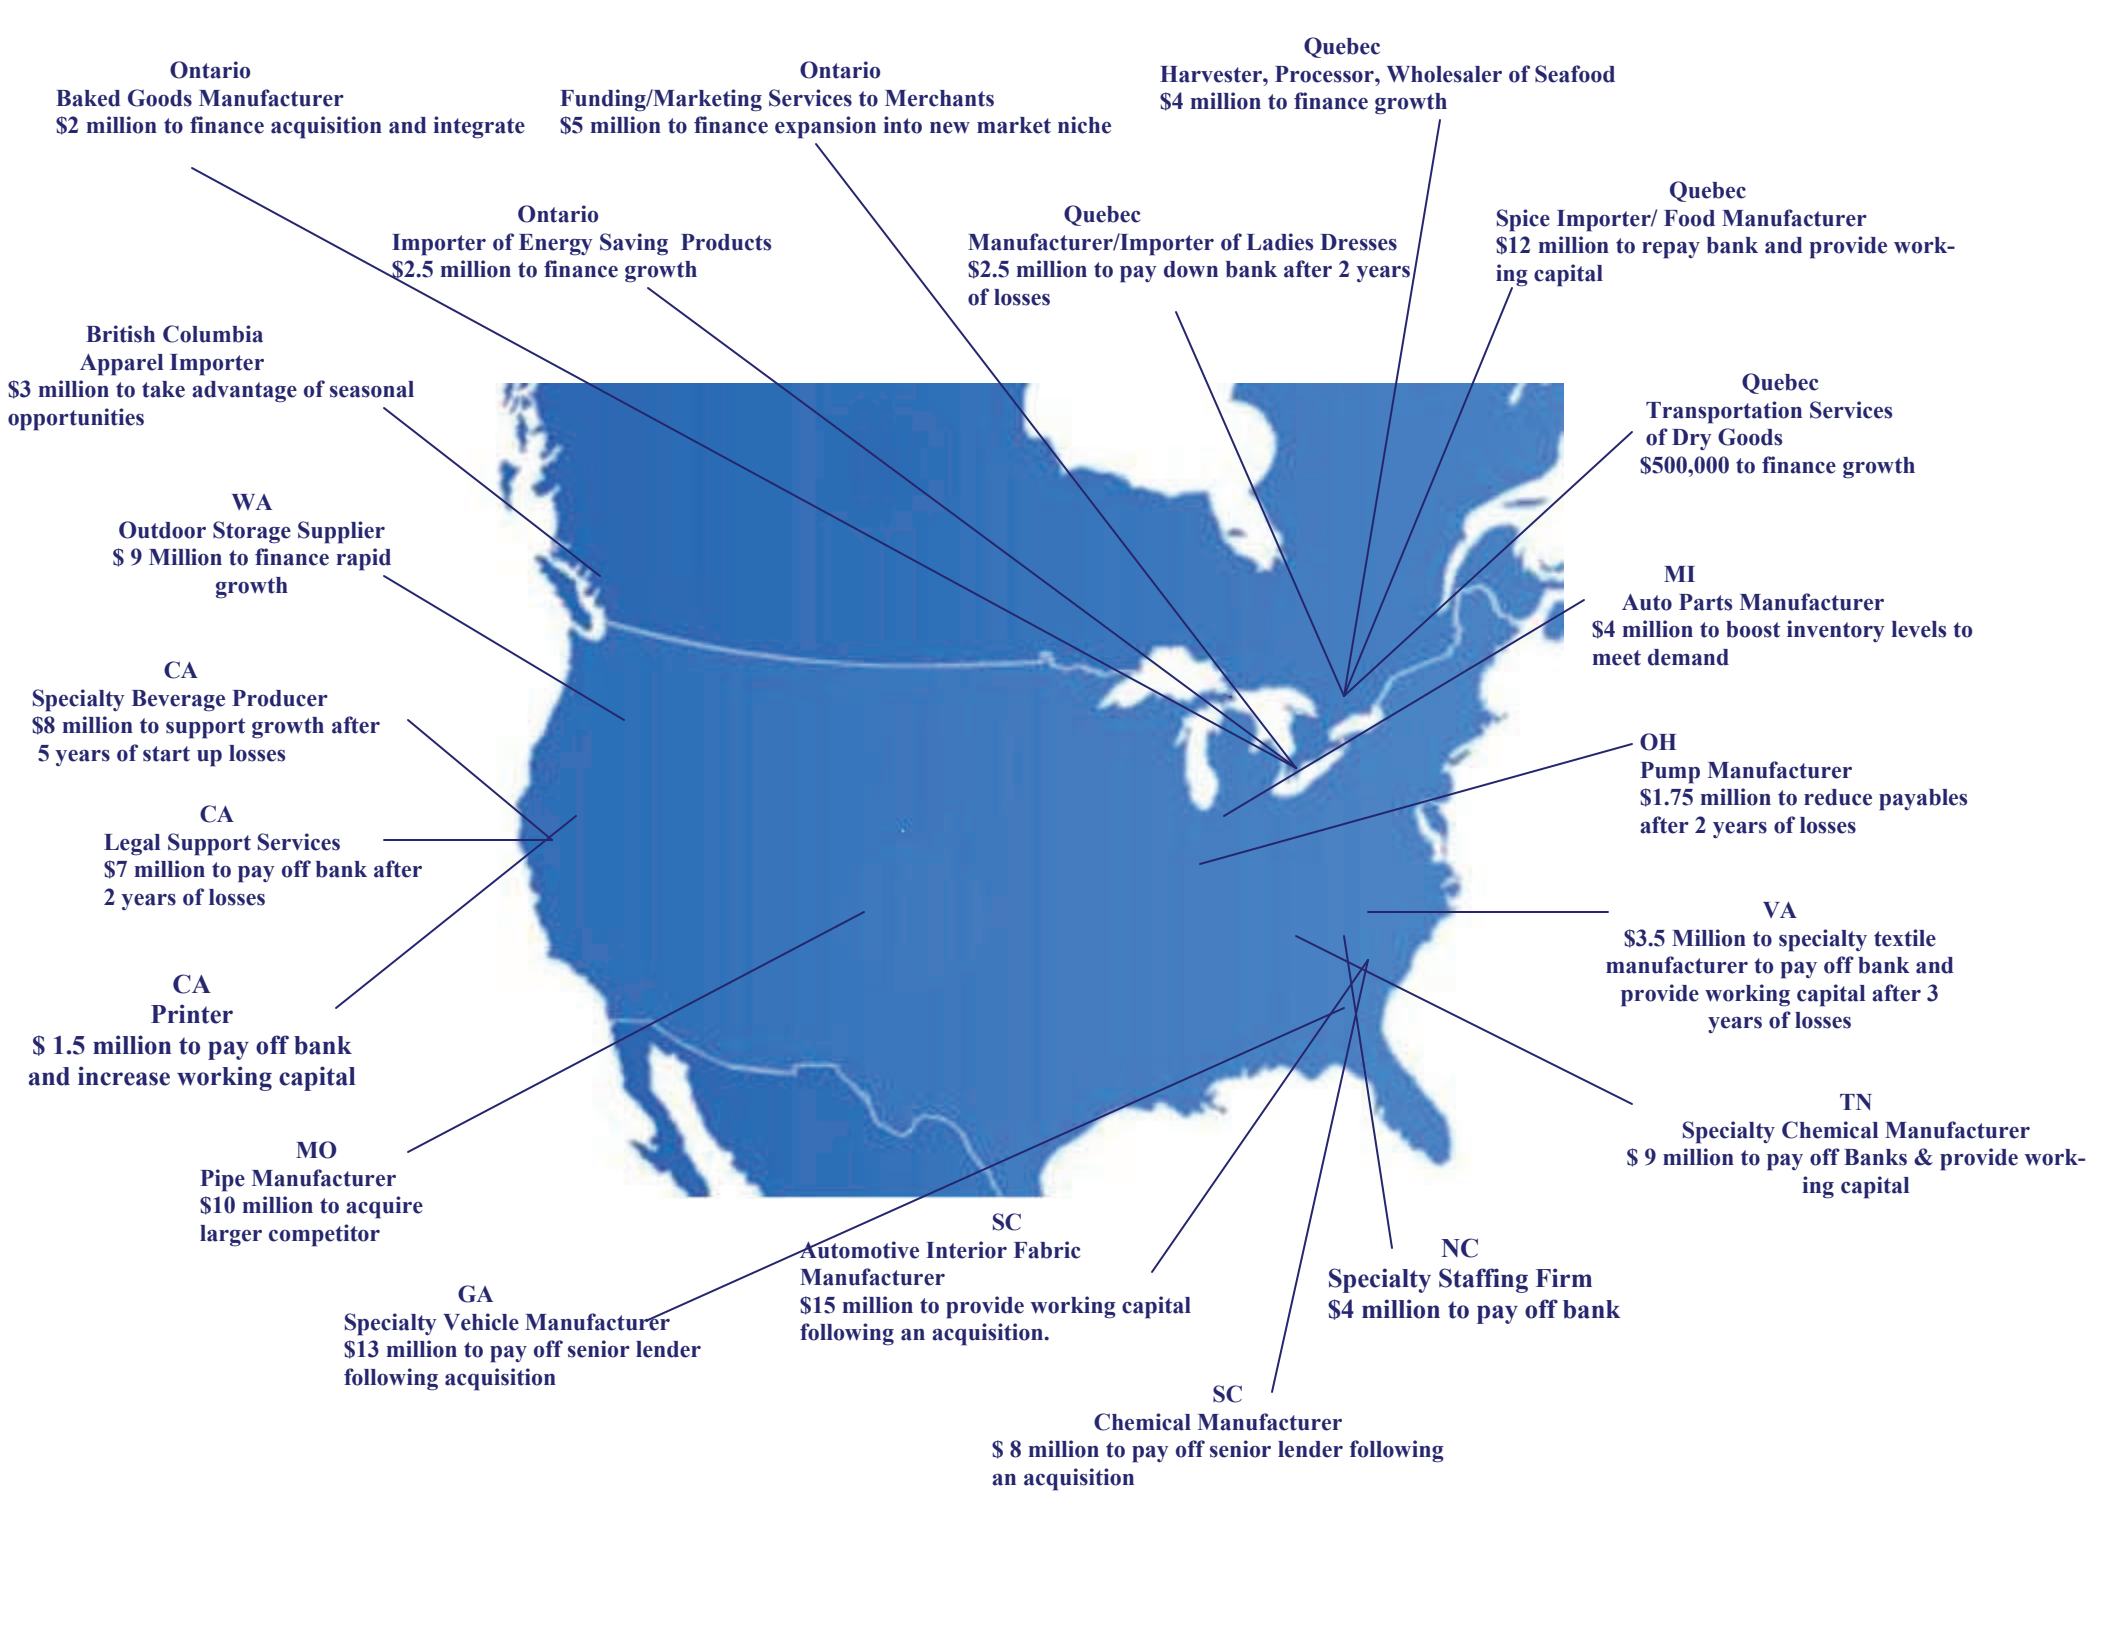 Ontario
Baked Goods Manufacturer
$2 million to finance acquisition and integrate
Ontario
Funding/Marketing Services to Merchants
$5 million to finance expansion into new market niche
Quebec
Harvester, Processor, Wholesaler of Seafood
$4 million to finance growth
Ontario
Importer of Energy Saving  Products
$2.5 million to finance growth
Quebec
Manufacturer/Importer of Ladies Dresses
$2.5 million to pay down bank after 2 years
of losses
Quebec
Spice Importer/ Food Manufacturer
$12 million to repay bank and provide work-
ing capital
British Columbia
Apparel Importer
$3 million to take advantage of seasonal
opportunities
Quebec
Transportation Services
of Dry Goods
$500,000 to finance growth
WA
Outdoor Storage Supplier
$ 9 Million to finance rapid
growth
MI
Auto Parts Manufacturer
$4 million to boost inventory levels to
meet demand
CA
Specialty Beverage Producer
$8 million to support growth after
5 years of start up losses
OH
Pump Manufacturer
$1.75 million to reduce payables
after 2 years of losses
CA
Legal Support Services
$7 million to pay off bank after
2 years of losses
VA
$3.5 Million to specialty textile
manufacturer to pay off bank and
provide working capital after 3
years of losses
CA
Printer
$ 1.5 million to pay off bank
and increase working capital
TN
Specialty Chemical Manufacturer
$ 9 million to pay off Banks & provide work-
ing capital
MO
Pipe Manufacturer
$10 million to acquire
larger competitor
SC
Automotive Interior Fabric
Manufacturer
$15 million to provide working capital
following an acquisition.
NC
Specialty Staffing Firm
$4 million to pay off bank
GA
Specialty Vehicle Manufacturer
$13 million to pay off senior lender
following acquisition
SC
Chemical Manufacturer
$ 8 million to pay off senior lender following
an acquisition